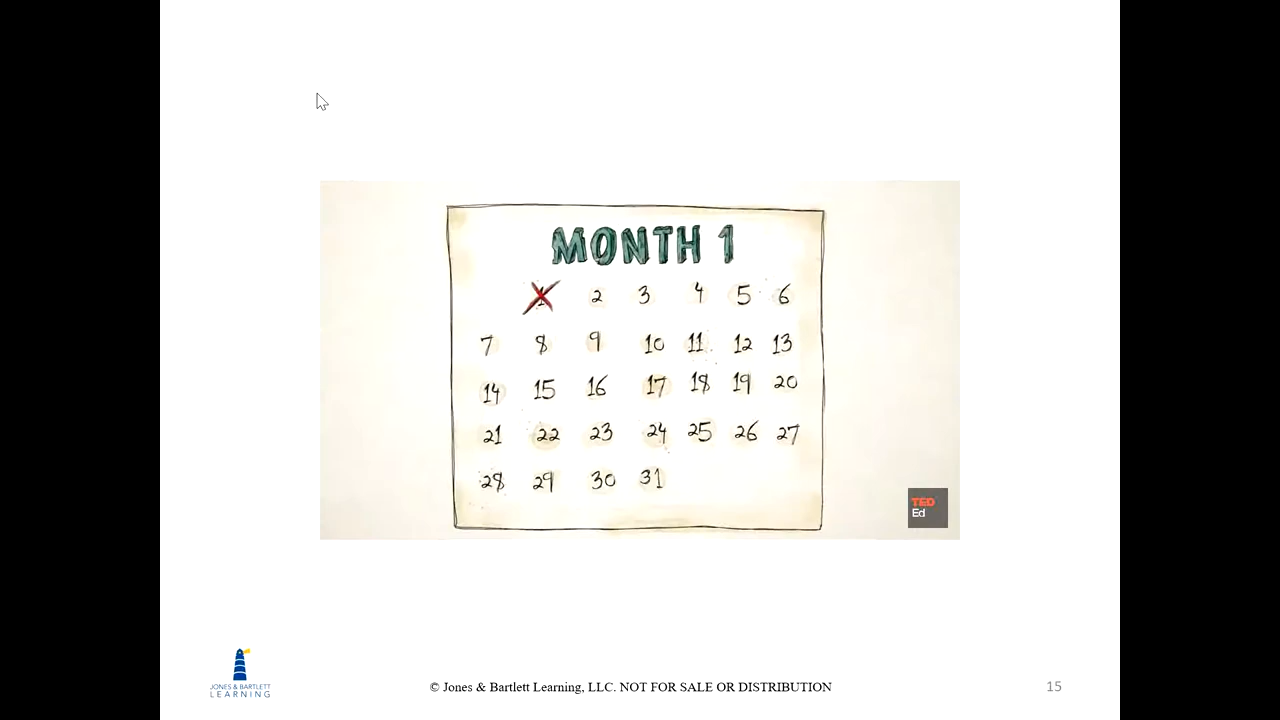 MONTH 1
1 2 3 4 5 6
7 8 9 10 11 12 13
14 15 16 17 18 19 20
21 22 23 24 25 26 27
28 29 30 31
TED
Ed
JONES & BARTLETT
LEARNING
© Jones & Bartlett Learning, LLC. NOT FOR SALE OR DISTRIBUTION
15